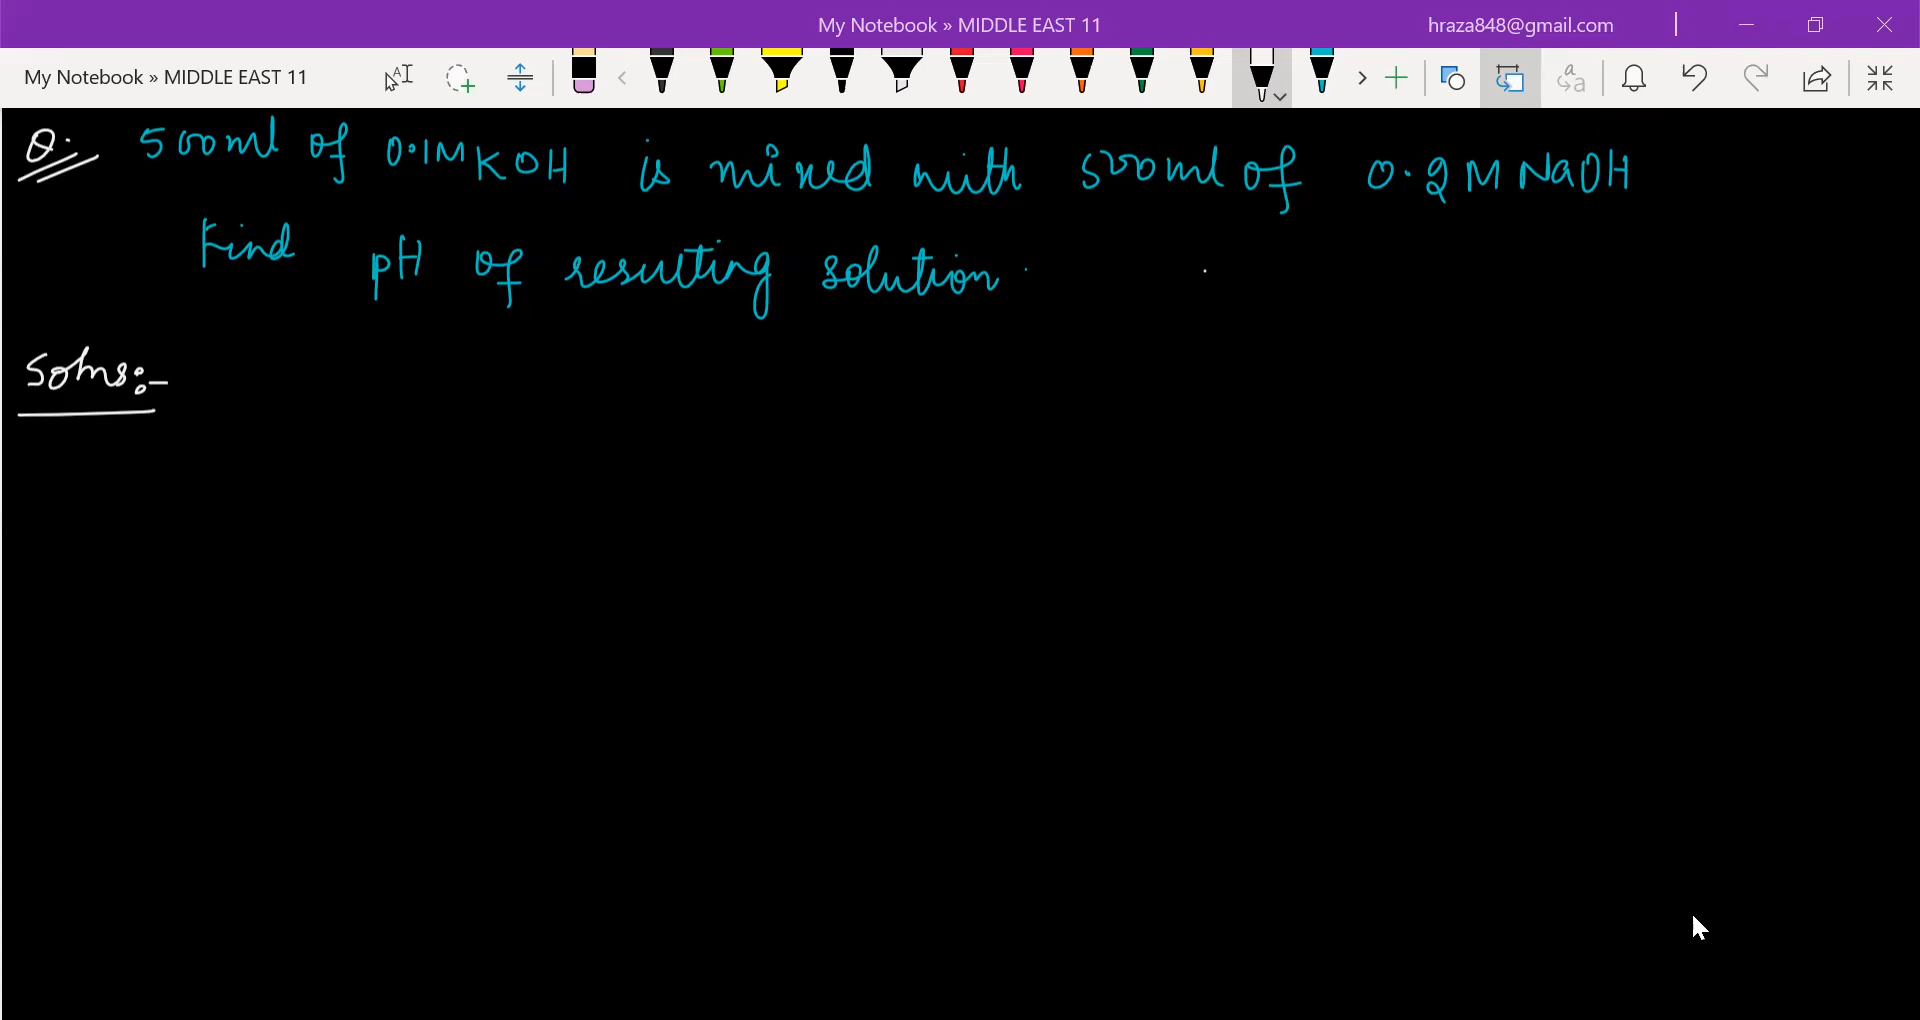 My Notebook » MIDDLE EAST 11 hraza848@gmail.com
My Notebook » MIDDLE EAST 11
Q. 500ml of 0.1M KOH is mixed with 500ml of 0.2M NaOH
Find pH of resulting solution.
Solns:-